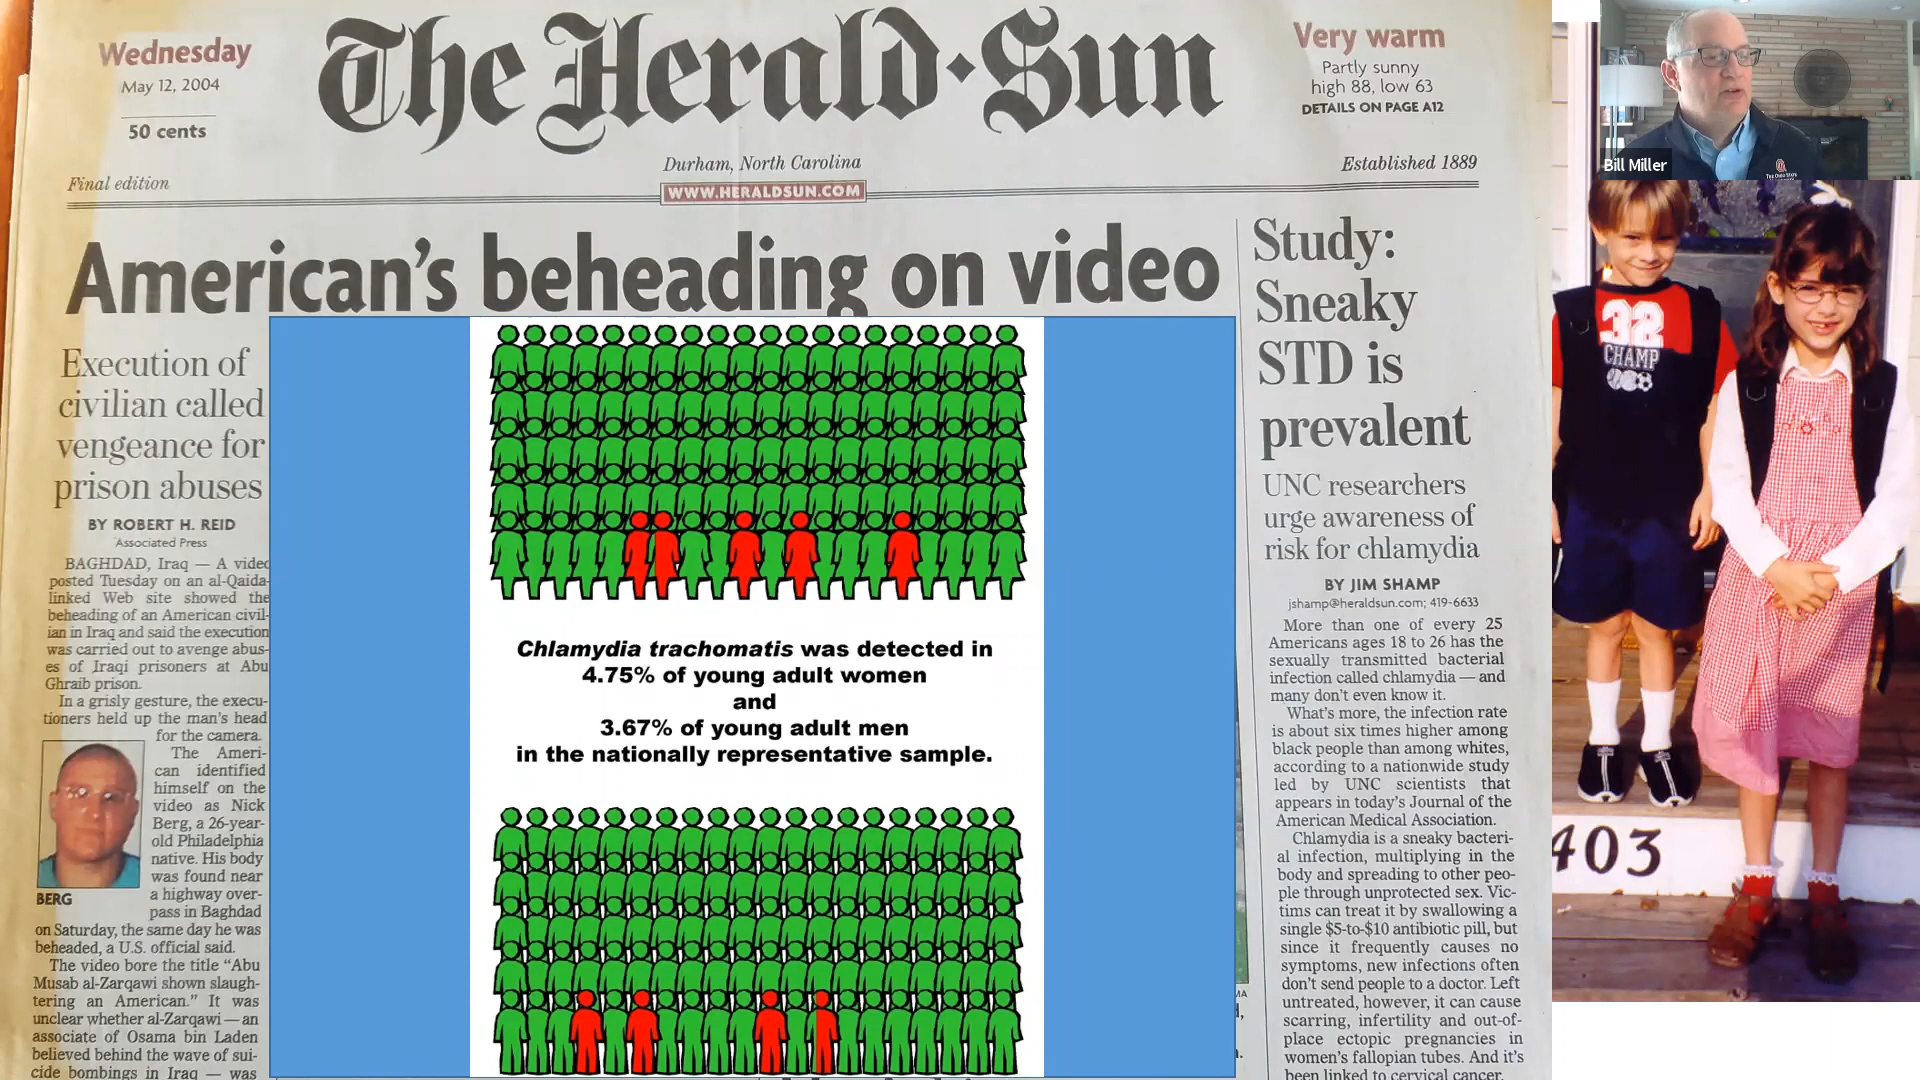 Wednesday
May 12, 2004
50 cents
Final edition
The Herald·Sun
Durham, North Carolina
WWW.HERALDSUN.COM
Very warm
Partly sunny
high 88, low 63
DETAILS ON PAGE A12
Established 1889
American's beheading on video
Execution of
civilian called
vengeance for
prison abuses
BY ROBERT H. REID
Associated Press
BAGHDAD, Iraq — A video
posted Tuesday on an al-Qaida-
linked Web site showed the
beheading of an American civil-
ian in Iraq and said the execution
was carried out to avenge abus-
es of Iraqi prisoners at Abu
Ghraib prison.
In a grisly gesture, the execu-
tioners held up the man's head
for the camera.
The Ameri-
can identified
himself on the
video as Nick
Berg, a 26-year-
old Philadelphia
native. His body
was found near
a highway over-
pass in Baghdad
BERG
on Saturday, the same day he was
beheaded, a U.S. official said.
The video bore the title “Abu
Musab al-Zarqawi shown slaugh-
tering an American.” It was
unclear whether al-Zarqawi — an
associate of Osama bin Laden
believed behind the wave of sui-
cide bombings in Iraq — was
Chlamydia trachomatis was detected in
4.75% of young adult women
and
3.67% of young adult men
in the nationally representative sample.
Study:
Sneaky
STD is
prevalent
UNC researchers
urge awareness of
risk for chlamydia
BY JIM SHAMP
jshamp@heraldsun.com; 419-6633
More than one of every 25
Americans ages 18 to 26 has the
sexually transmitted bacterial
infection called chlamydia — and
many don't even know it.
What's more, the infection rate
is about six times higher among
black people than among whites,
according to a nationwide study
led by UNC scientists that
appears in today's Journal of the
American Medical Association.
Chlamydia is a sneaky bacteri-
al infection, multiplying in the
body and spreading to other peo-
ple through unprotected sex. Vic-
tims can treat it by swallowing a
single $5-to-$10 antibiotic pill, but
since it frequently causes no
symptoms, new infections often
don't send people to a doctor. Left
untreated, however, it can cause
scarring, infertility and out-of-
place ectopic pregnancies in
women's fallopian tubes. And it's
been linked to cervical cancer.
Bill Miller
The Ohio State
32
CHAMP
403